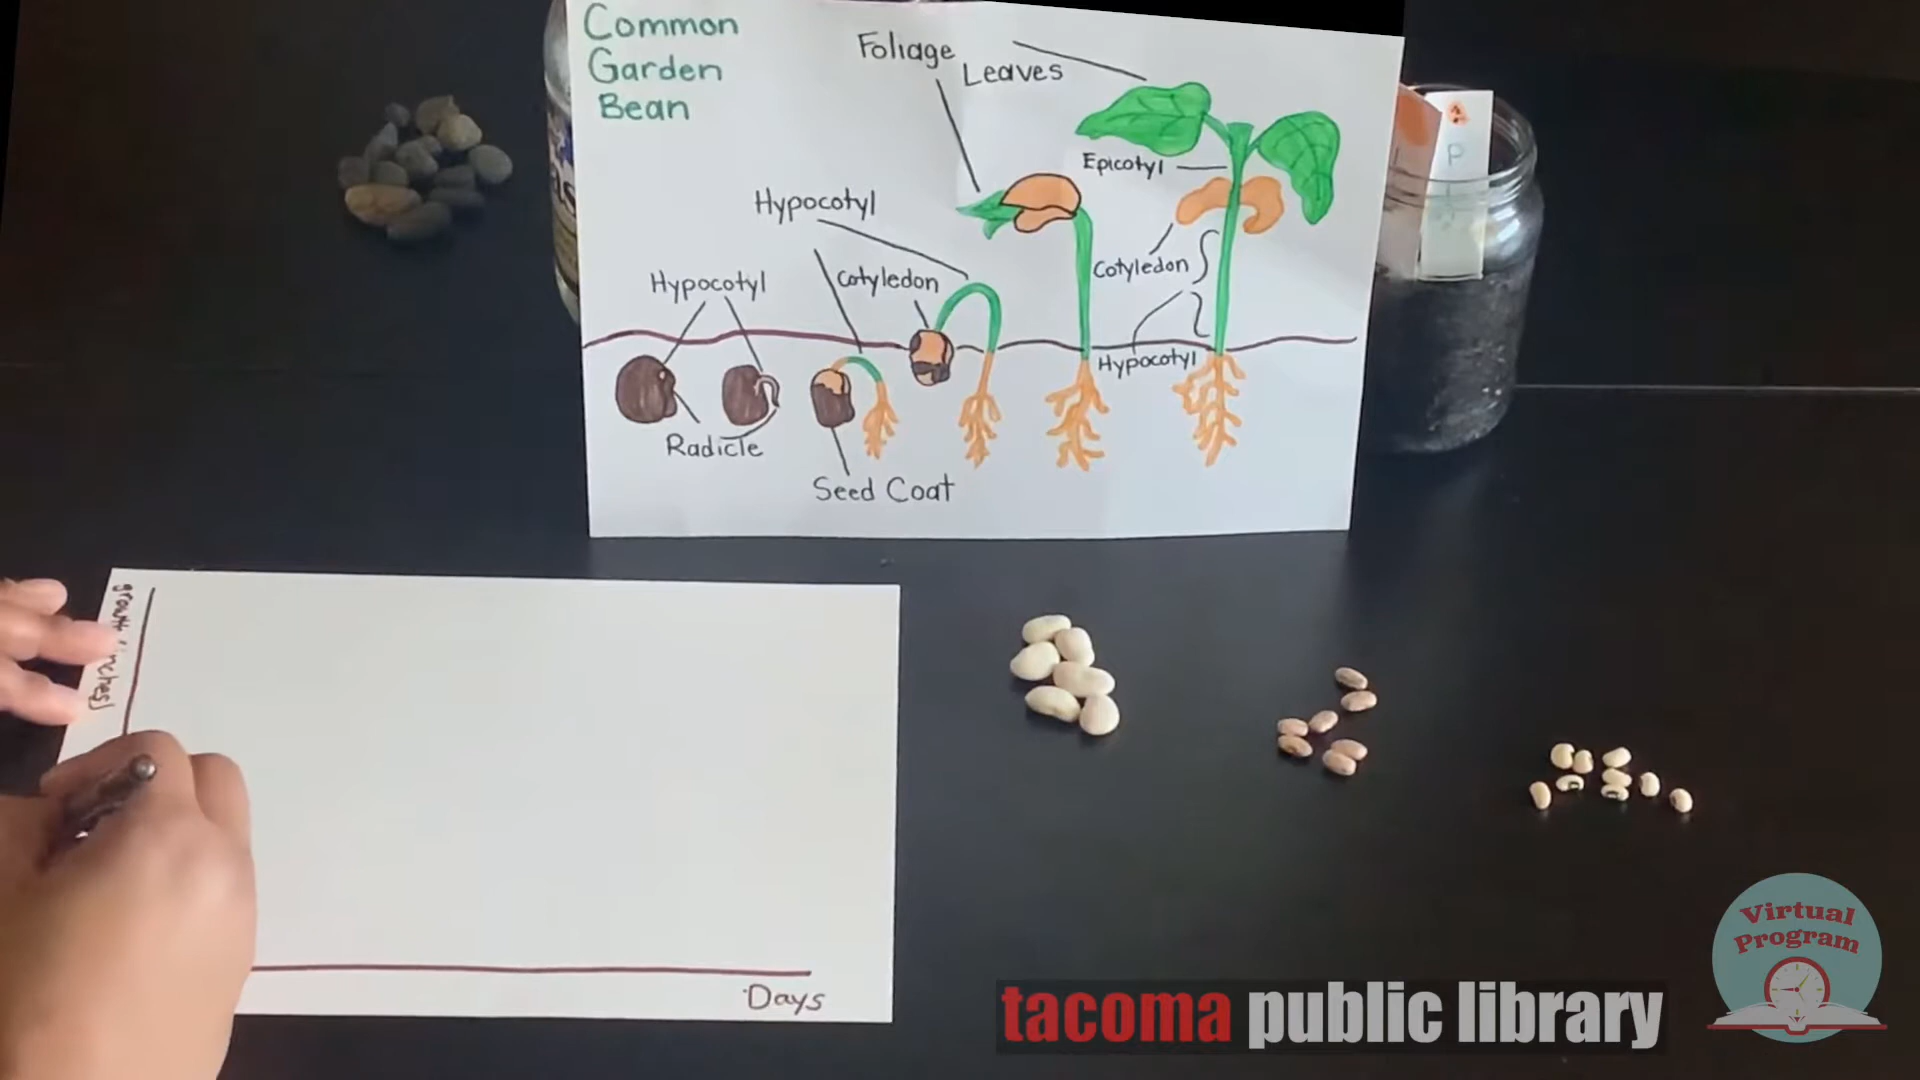 Common
Garden
Bean
Foliage
Leaves
Epicotyl
Hypocotyl
Hypocotyl
Cotyledon
Cotyledon
Hypocotyl
Radicle
Seed Coat
P
growth
Days
Virtual
Program
tacoma public library